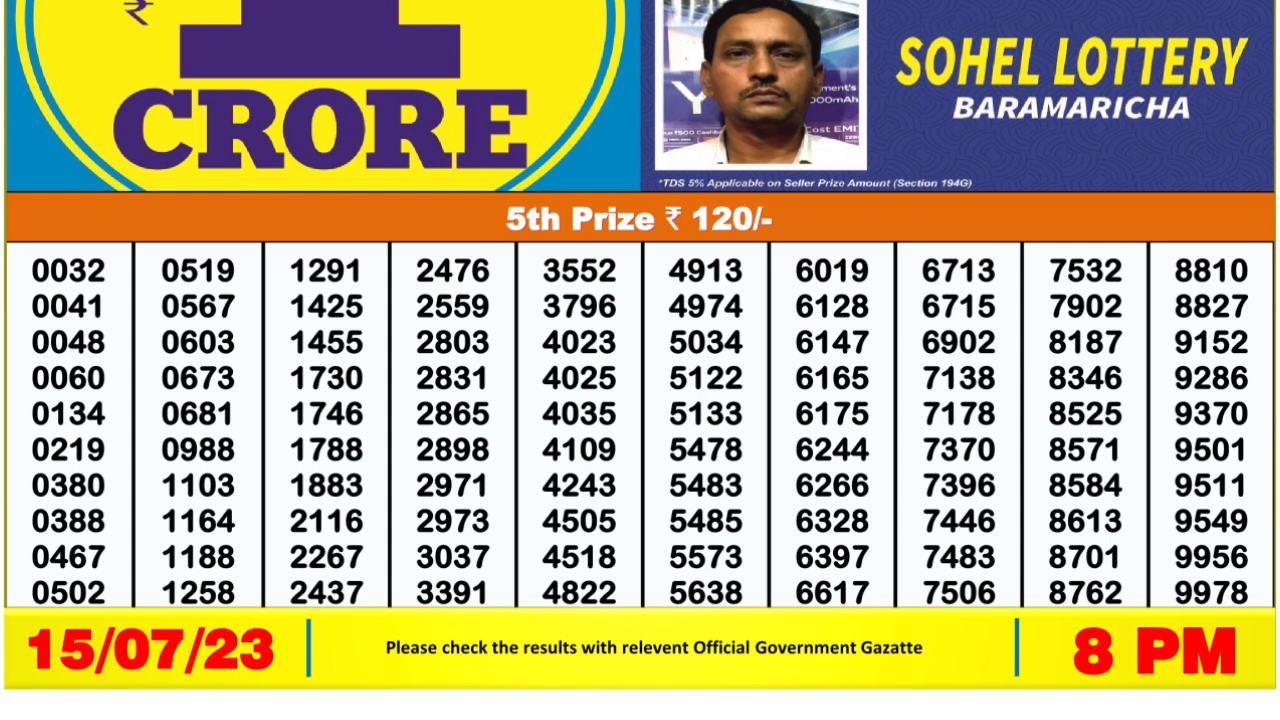 ₹ 1
CRORE
Y
ment's
000mAh
Cost EMI
SOHEL LOTTERY
BARAMARICHA
*TDS 5% Applicable on Seller Prize Amount (Section 194G)
5th Prize ₹ 120/-
0032 0519 1291 2476 3552 4913 6019 6713 7532 8810
0041 0567 1425 2559 3796 4974 6128 6715 7902 8827
0048 0603 1455 2803 4023 5034 6147 6902 8187 9152
0060 0673 1730 2831 4025 5122 6165 7138 8346 9286
0134 0681 1746 2865 4035 5133 6175 7178 8525 9370
0219 0988 1788 2898 4109 5478 6244 7370 8571 9501
0380 1103 1883 2971 4243 5483 6266 7396 8584 9511
0388 1164 2116 2973 4505 5485 6328 7446 8613 9549
0467 1188 2267 3037 4518 5573 6397 7483 8701 9956
0502 1258 2437 3391 4822 5638 6617 7506 8762 9978
15/07/23 Please check the results with relevent Official Government Gazatte 8 PM